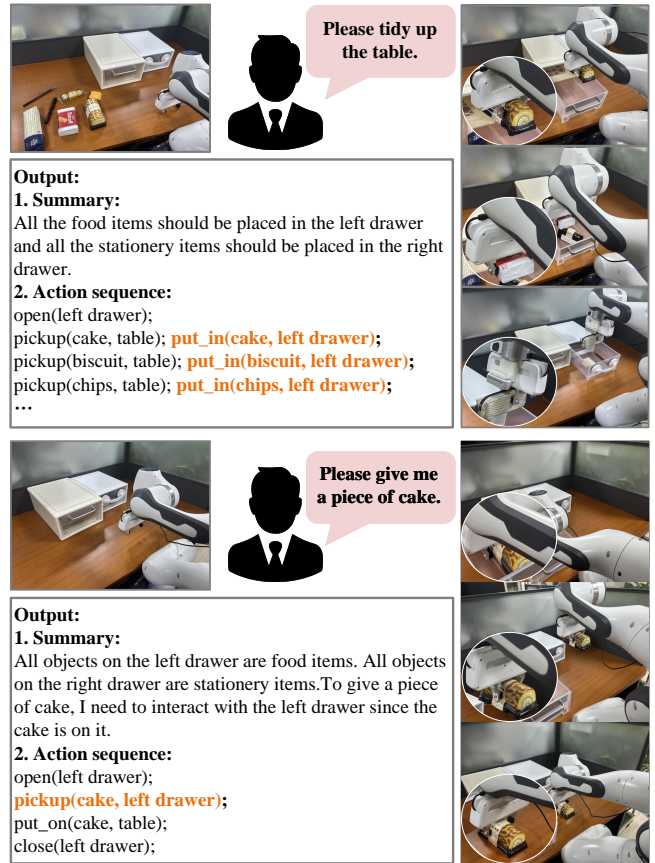 Please tidy up
the table.
Output:
1. Summary:
All the food items should be placed in the left drawer
and all the stationery items should be placed in the right
drawer.
2. Action sequence:
open(left drawer);
pickup(cake, table); put_in(cake, left drawer);
pickup(biscuit, table); put_in(biscuit, left drawer);
pickup(chips, table); put_in(chips, left drawer);
…
Please give me
a piece of cake.
Output:
1. Summary:
All objects on the left drawer are food items. All objects
on the right drawer are stationery items.To give a piece
of cake, I need to interact with the left drawer since the
cake is on it.
2. Action sequence:
open(left drawer);
pickup(cake, left drawer);
put_on(cake, table);
close(left drawer);